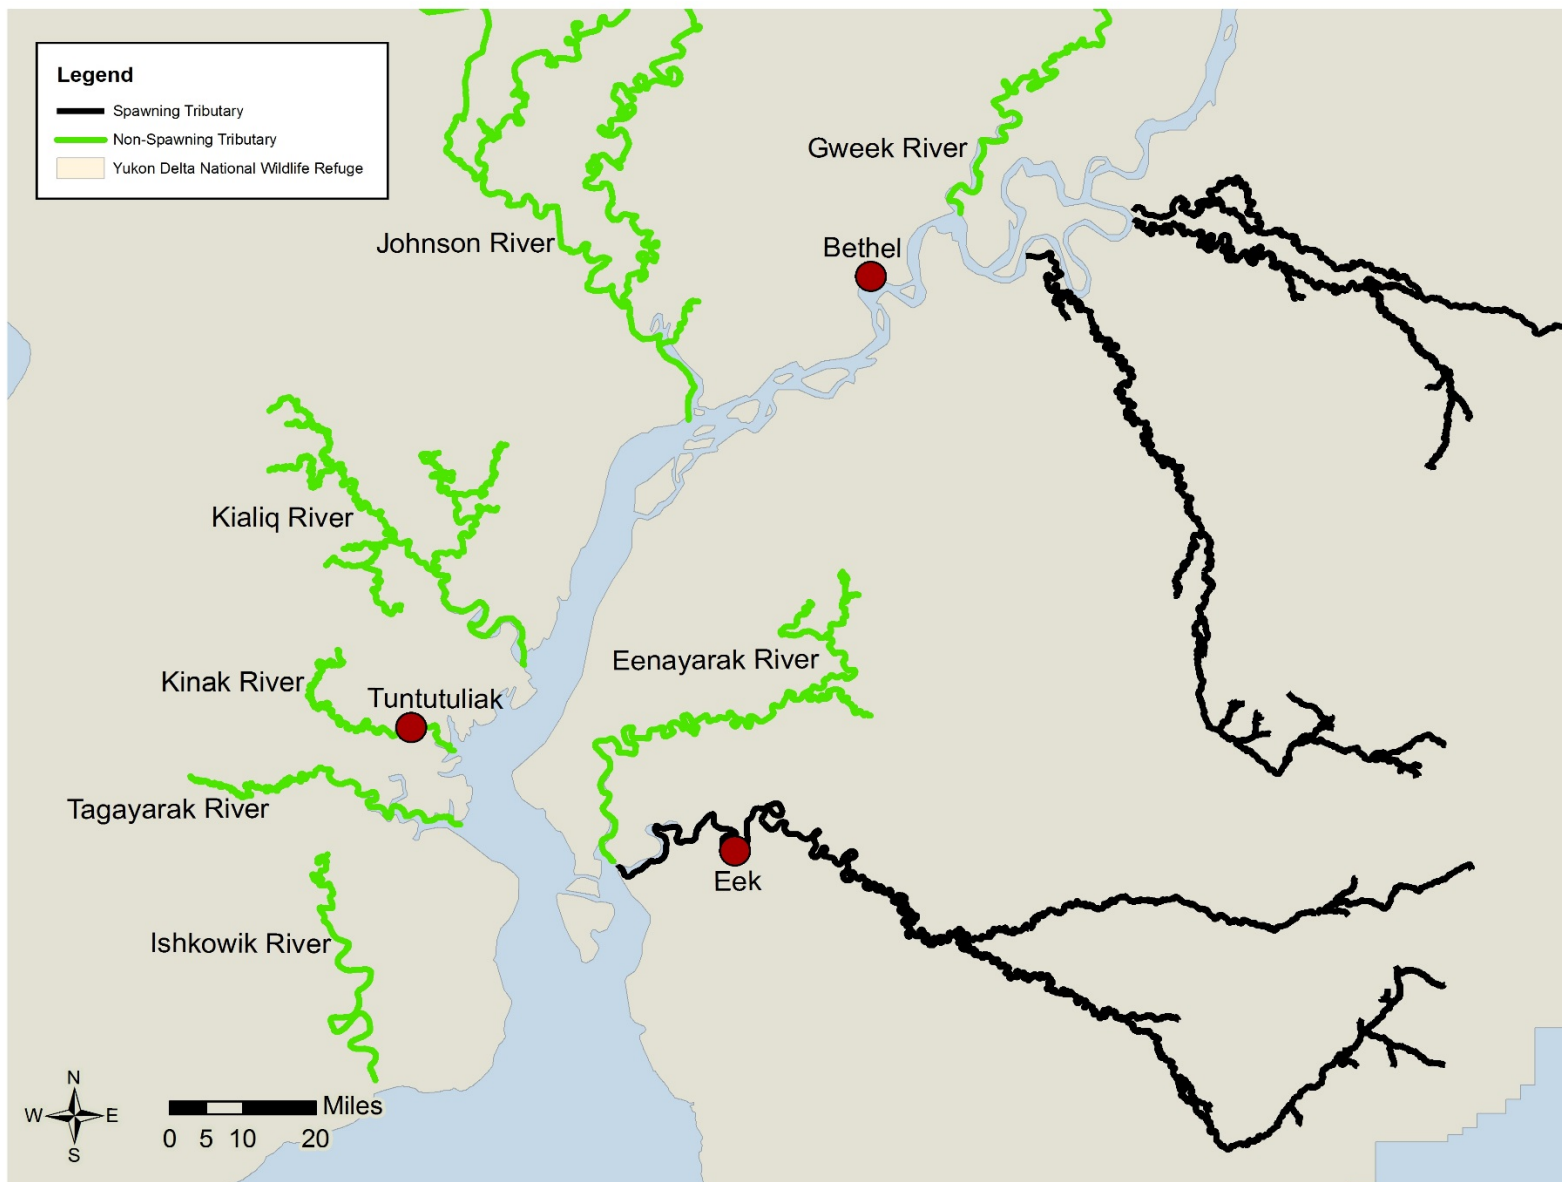 Legend
Spawning Tributary
Non-Spawning Tributary
Yukon Delta National Wildlife Refuge
Gweek River
Johnson River
Bethel
Kialiq River
Eenayarak River
Kinak River
Tuntutuliak
Tagayarak River
Eek
Ishkowik River
N
W E
S
Miles
0 5 10 20